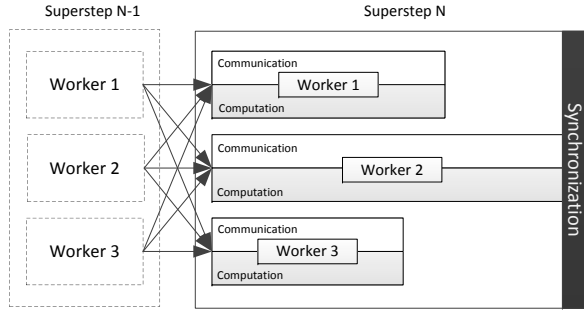 Superstep N-1
Superstep N
Worker 1
Communication
Worker 1
Computation
Worker 2
Communication
Worker 2
Computation
Worker 3
Communication
Worker 3
Computation
Synchronization